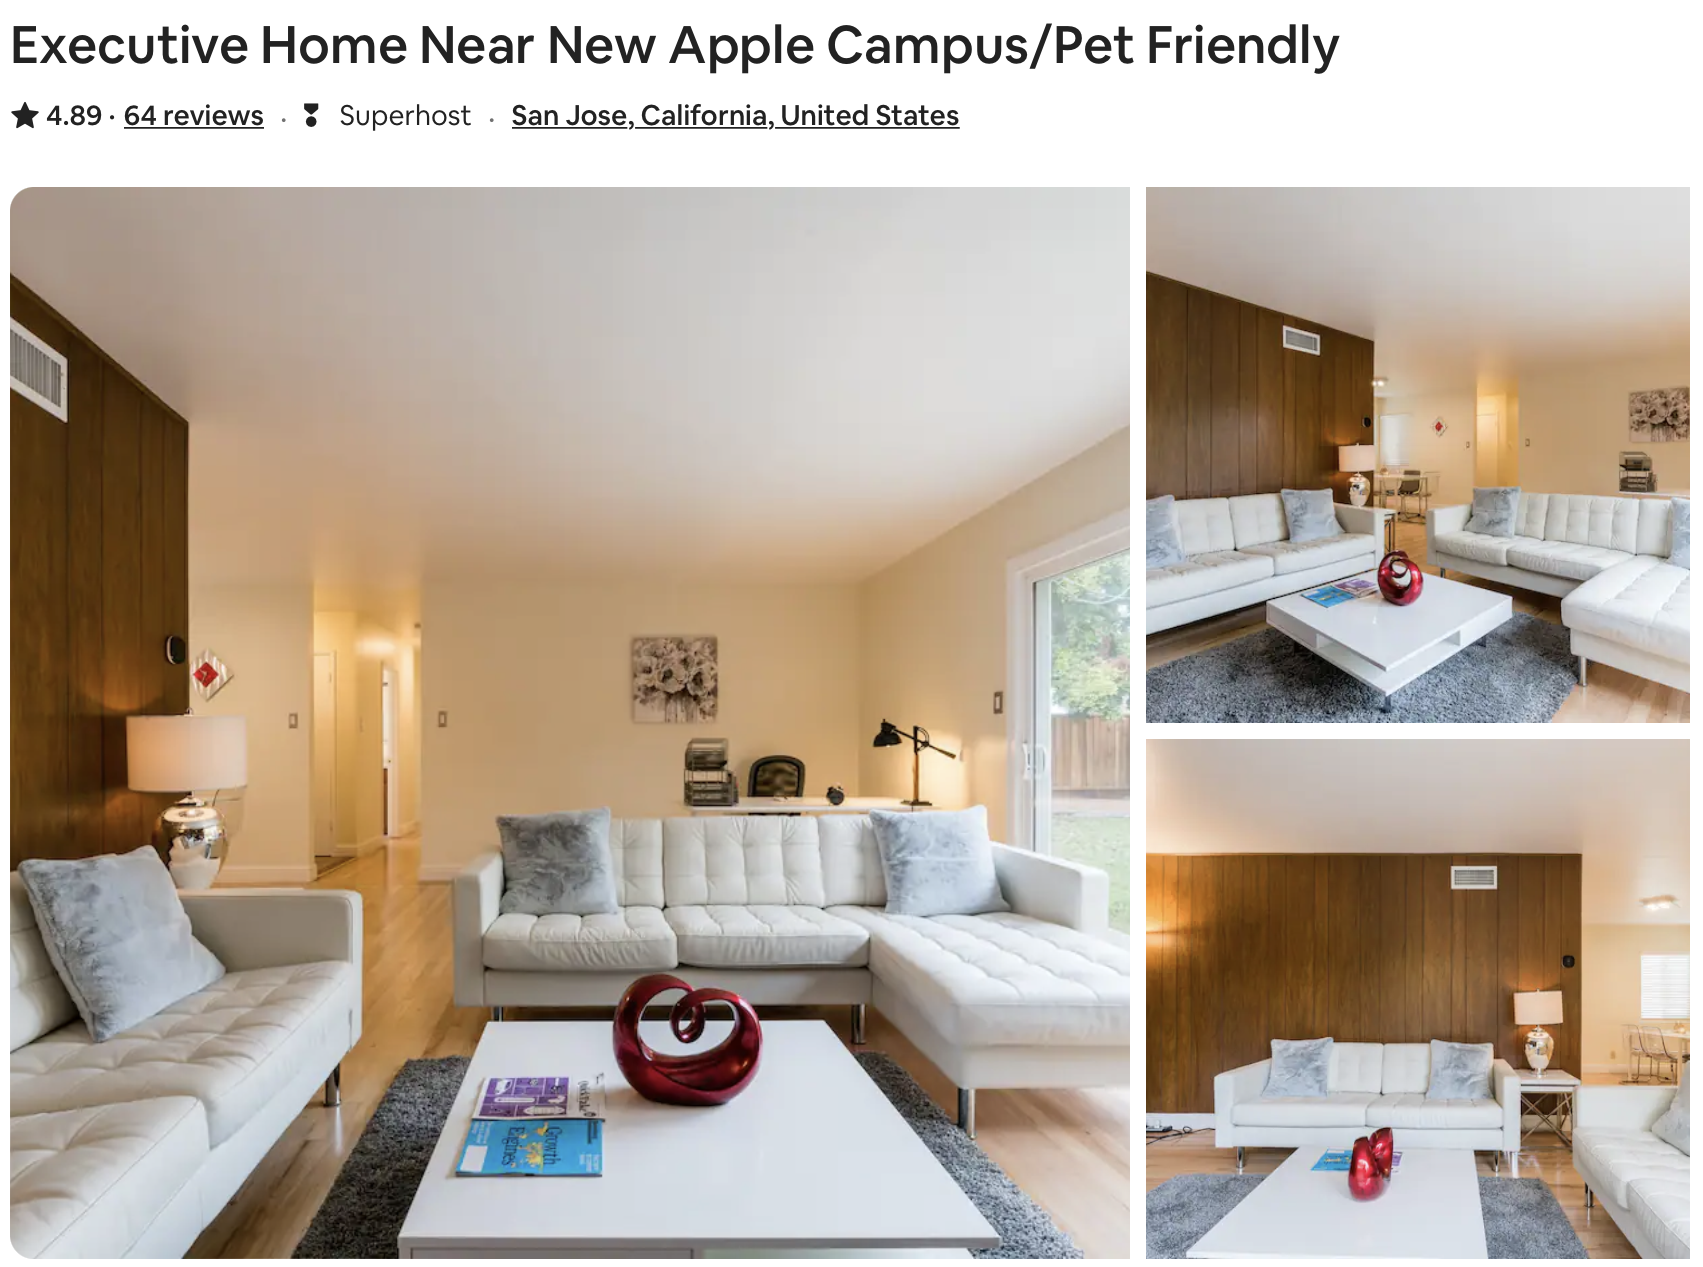 Executive Home Near New Apple Campus/Pet Friendly
4.89 · 64 reviews · Superhost · San Jose, California, United States
Growth
Engines